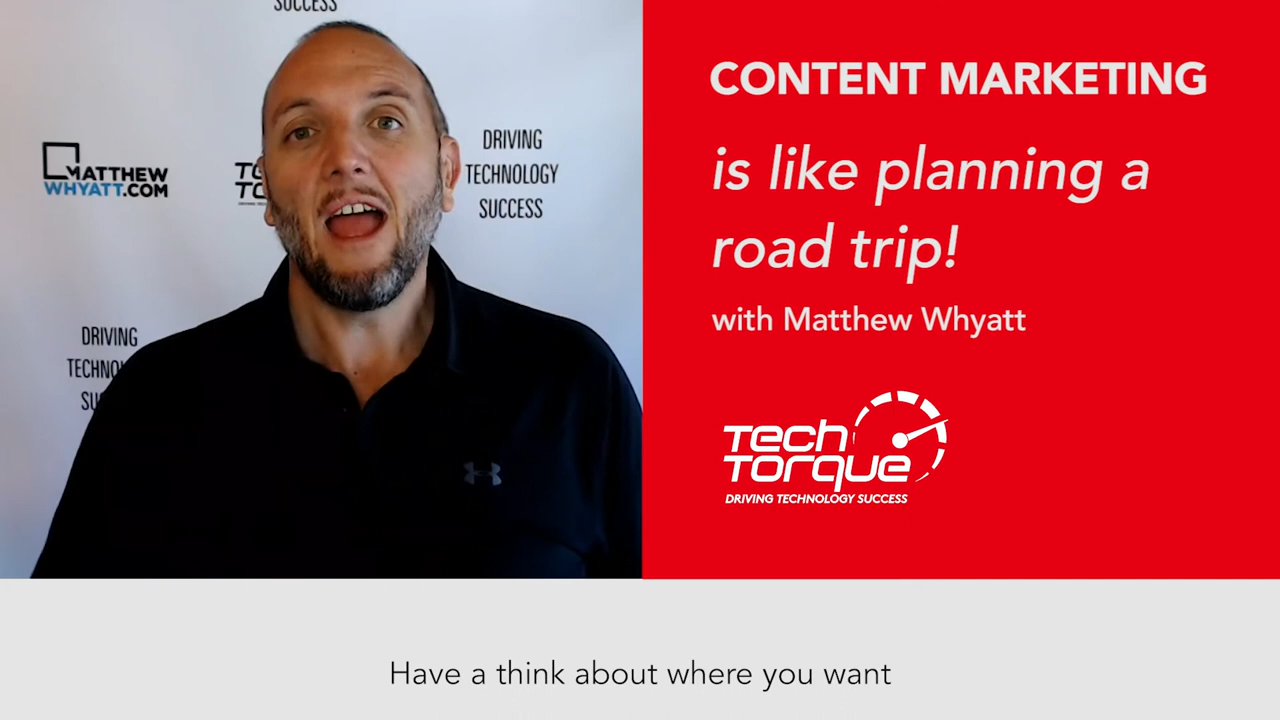 SUCCESS
MATTHEW
WHYATT.COM
DRIVING
TECHNOLOGY
SUCCESS
DRIVING
CONTENT MARKETING
is like planning a
road trip!
with Matthew Whyatt
Tech
Torque
DRIVING TECHNOLOGY SUCCESS
Have a think about where you want